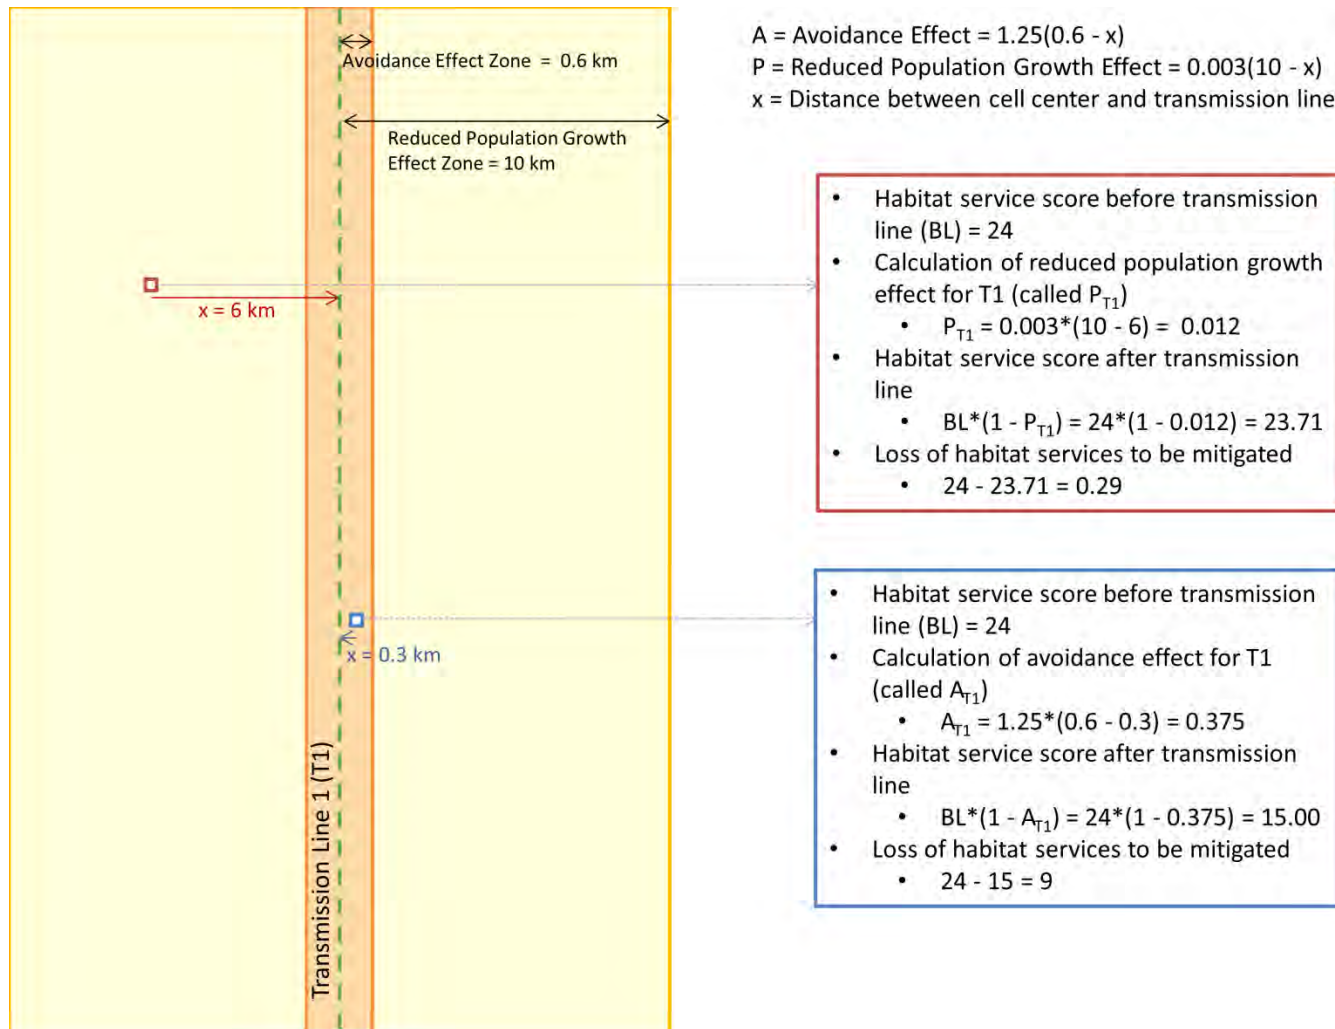 Avoidance Effect Zone = 0.6 km
Reduced Population Growth
Effect Zone = 10 km
x = 6 km
x = 0.3 km
Transmission Line 1 (T1)
A = Avoidance Effect = 1.25(0.6 - x)
P = Reduced Population Growth Effect = 0.003(10 - x)
x = Distance between cell center and transmission line
• Habitat service score before transmission
line (BL) = 24
• Calculation of reduced population growth
effect for T1 (called P_T1)
• P_T1 = 0.003*(10 - 6) = 0.012
• Habitat service score after transmission
line
• BL*(1 - P_T1) = 24*(1 - 0.012) = 23.71
• Loss of habitat services to be mitigated
• 24 - 23.71 = 0.29
• Habitat service score before transmission
line (BL) = 24
• Calculation of avoidance effect for T1
(called A_T1)
• A_T1 = 1.25*(0.6 - 0.3) = 0.375
• Habitat service score after transmission
line
• BL*(1 - A_T1) = 24*(1 - 0.375) = 15.00
• Loss of habitat services to be mitigated
• 24 - 15 = 9